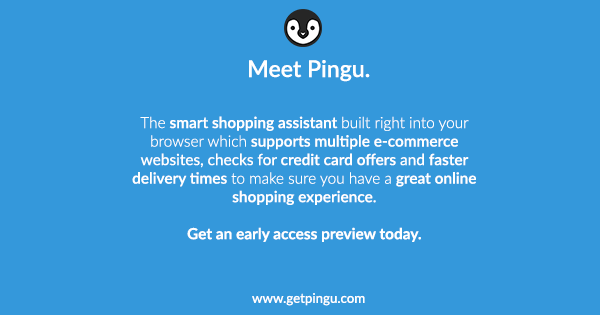 Meet Pingu.
The smart shopping assistant built right into your
browser which supports multiple e-commerce
websites, checks for credit card offers and faster
delivery times to make sure you have a great online
shopping experience.
Get an early access preview today.
www.getpingu.com